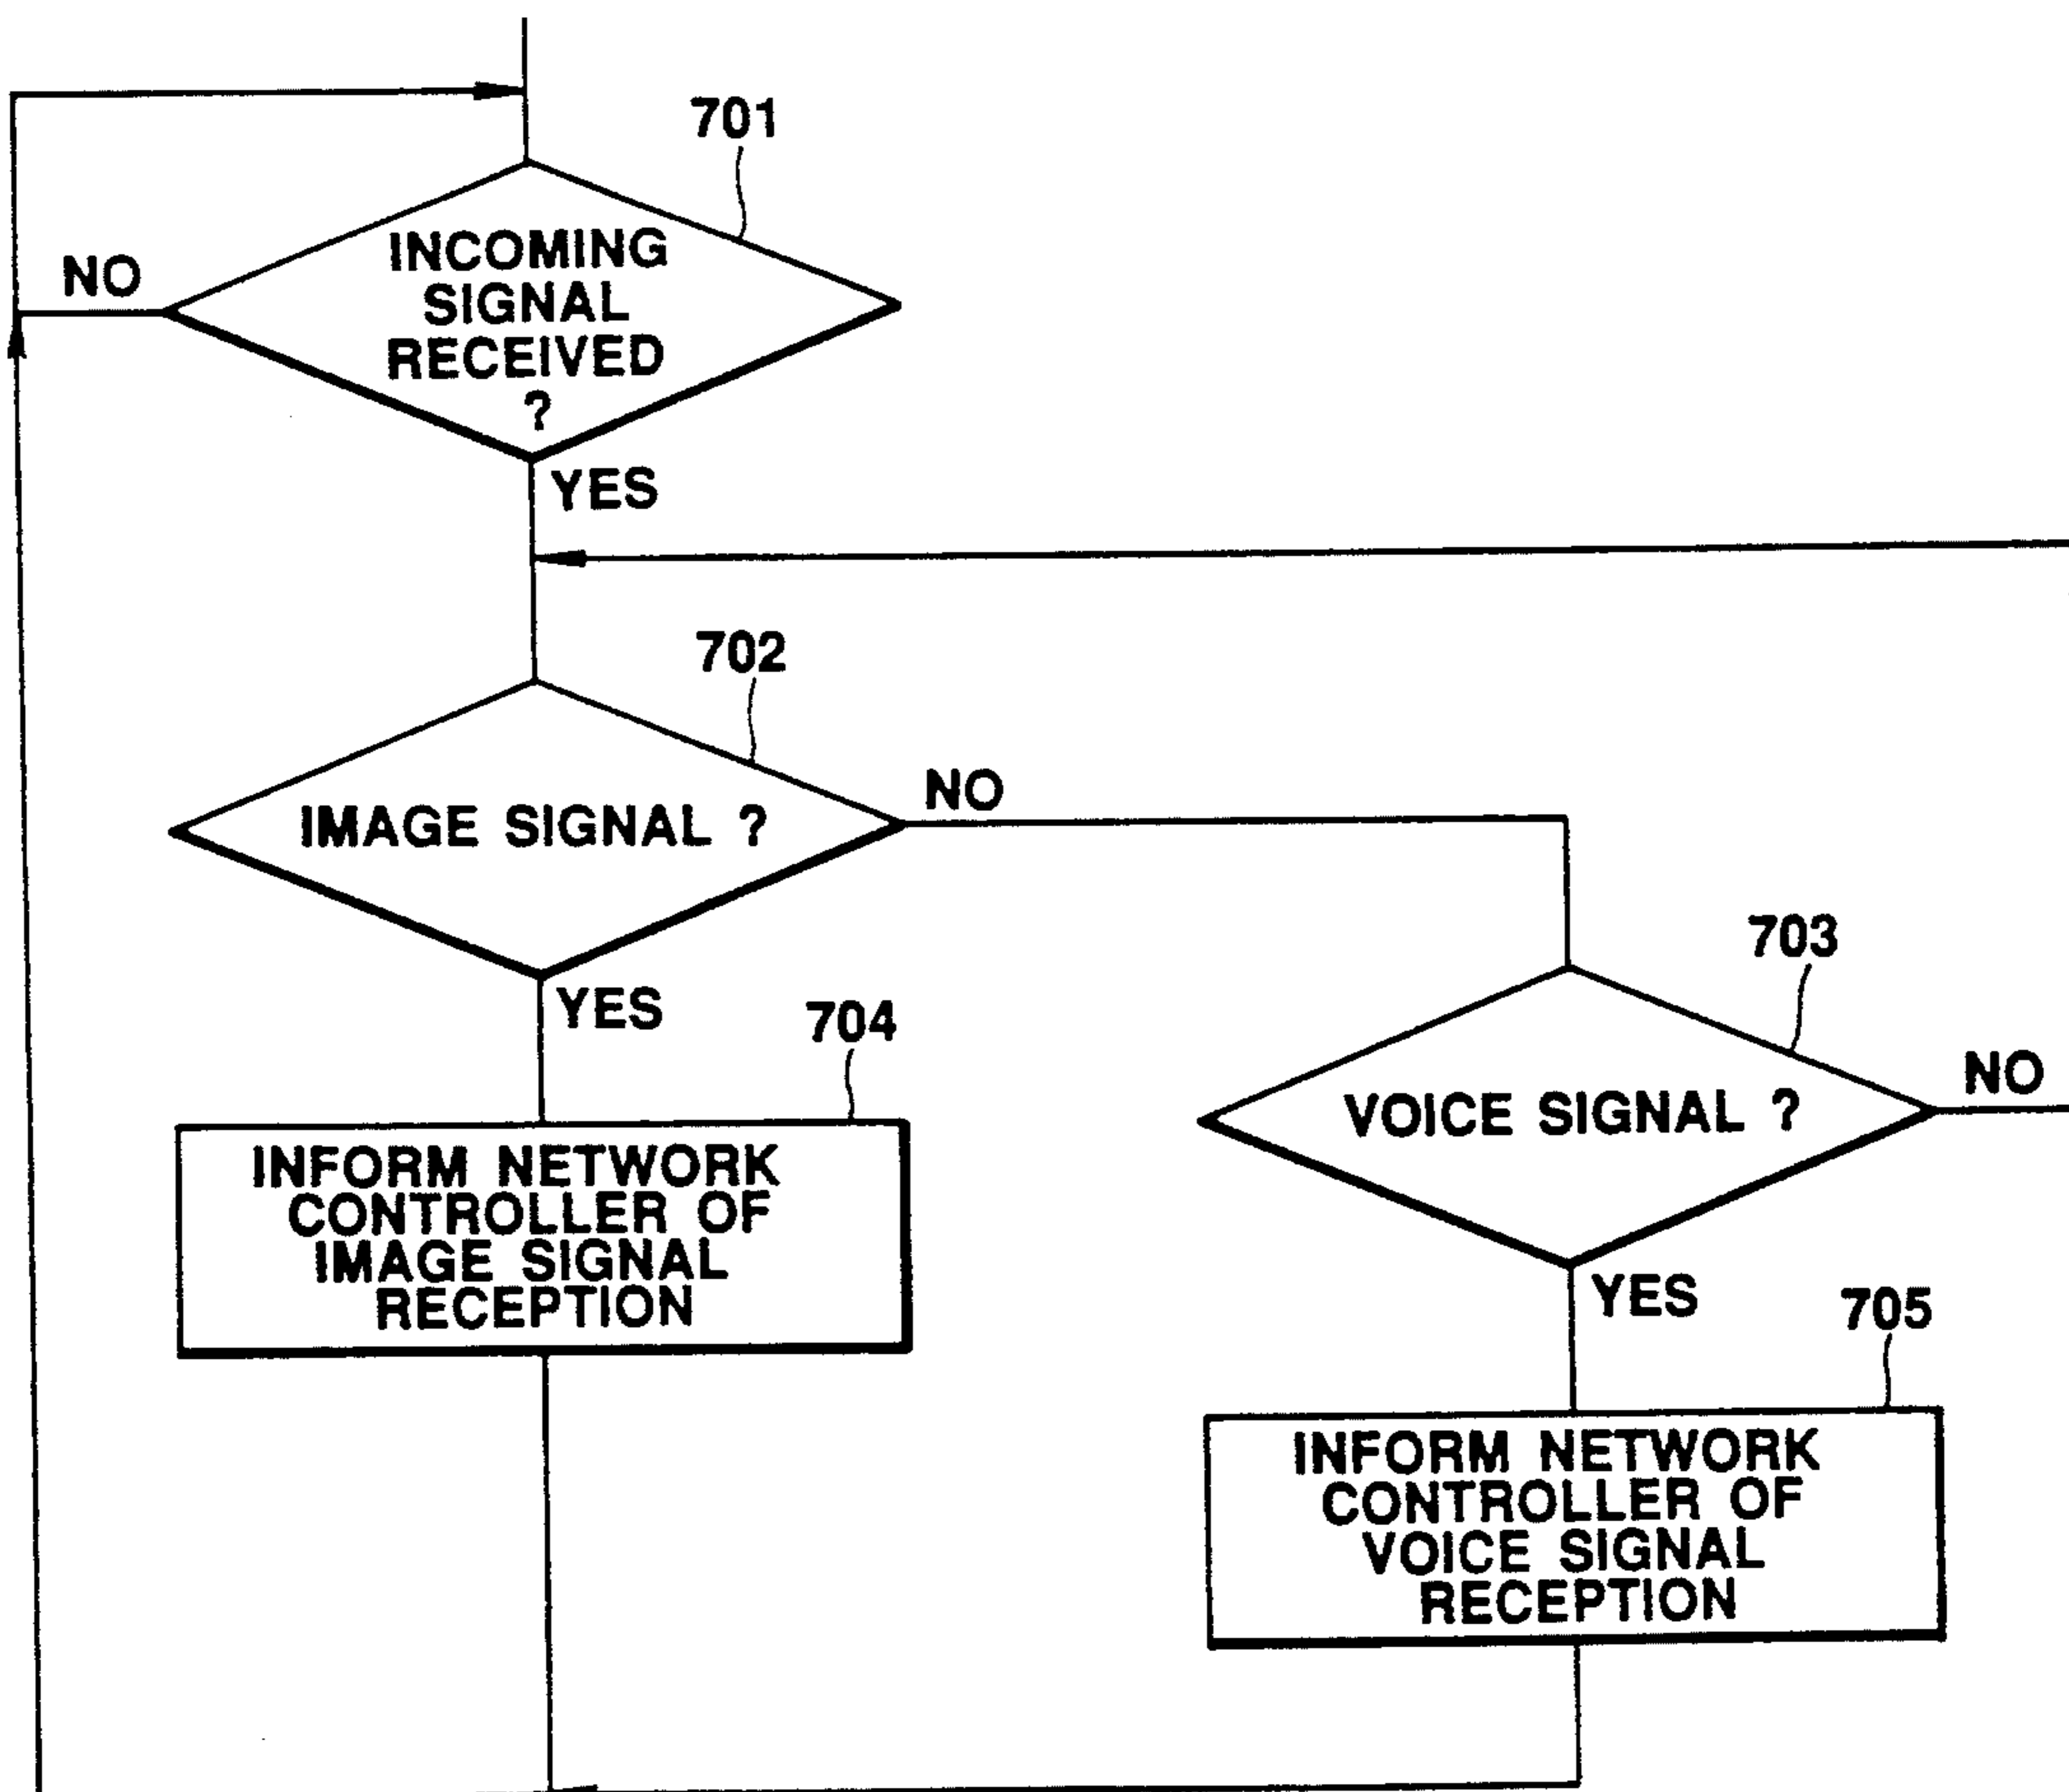 701
INCOMING
SIGNAL
RECEIVED
?
NO
YES
702
IMAGE SIGNAL ?
NO
YES
703
VOICE SIGNAL ?
NO
YES
704
INFORM NETWORK
CONTROLLER OF
IMAGE SIGNAL
RECEPTION
705
INFORM NETWORK
CONTROLLER OF
VOICE SIGNAL
RECEPTION